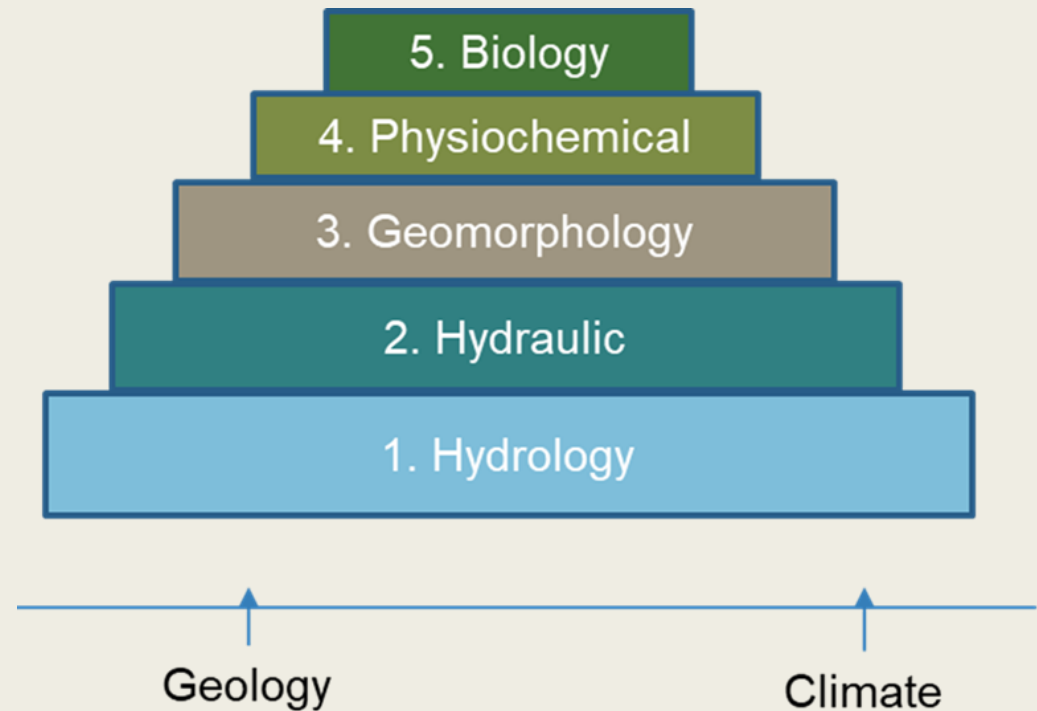 5. Biology
4. Physiochemical
3. Geomorphology
2. Hydraulic
1. Hydrology
Geology
Climate